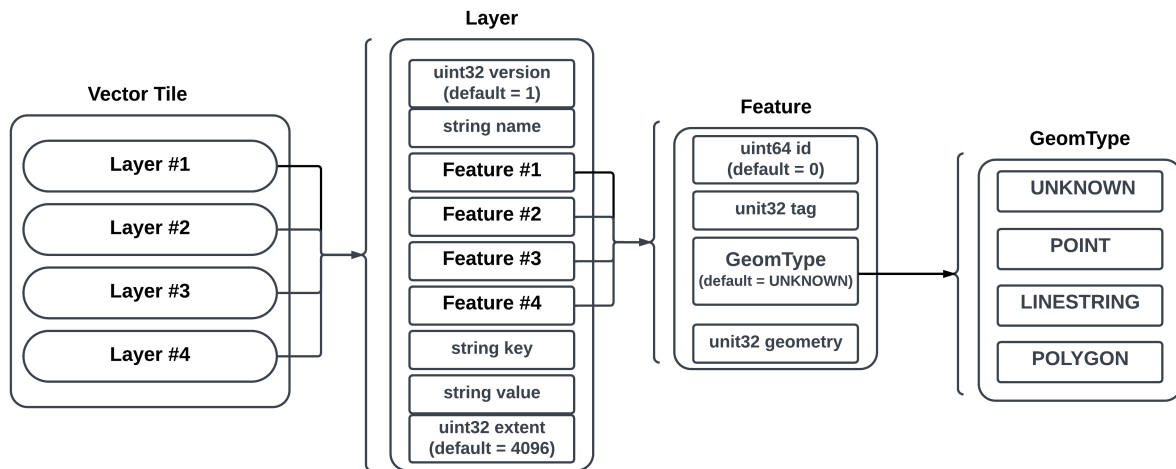 Vector Tile
Layer #1
Layer #2
Layer #3
Layer #4
Layer
uint32 version
(default = 1)
string name
Feature #1
Feature #2
Feature #3
Feature #4
string key
string value
uint32 extent
(default = 4096)
Feature
uint64 id
(default = 0)
unit32 tag
GeomType
(default = UNKNOWN)
unit32 geometry
GeomType
UNKNOWN
POINT
LINESTRING
POLYGON